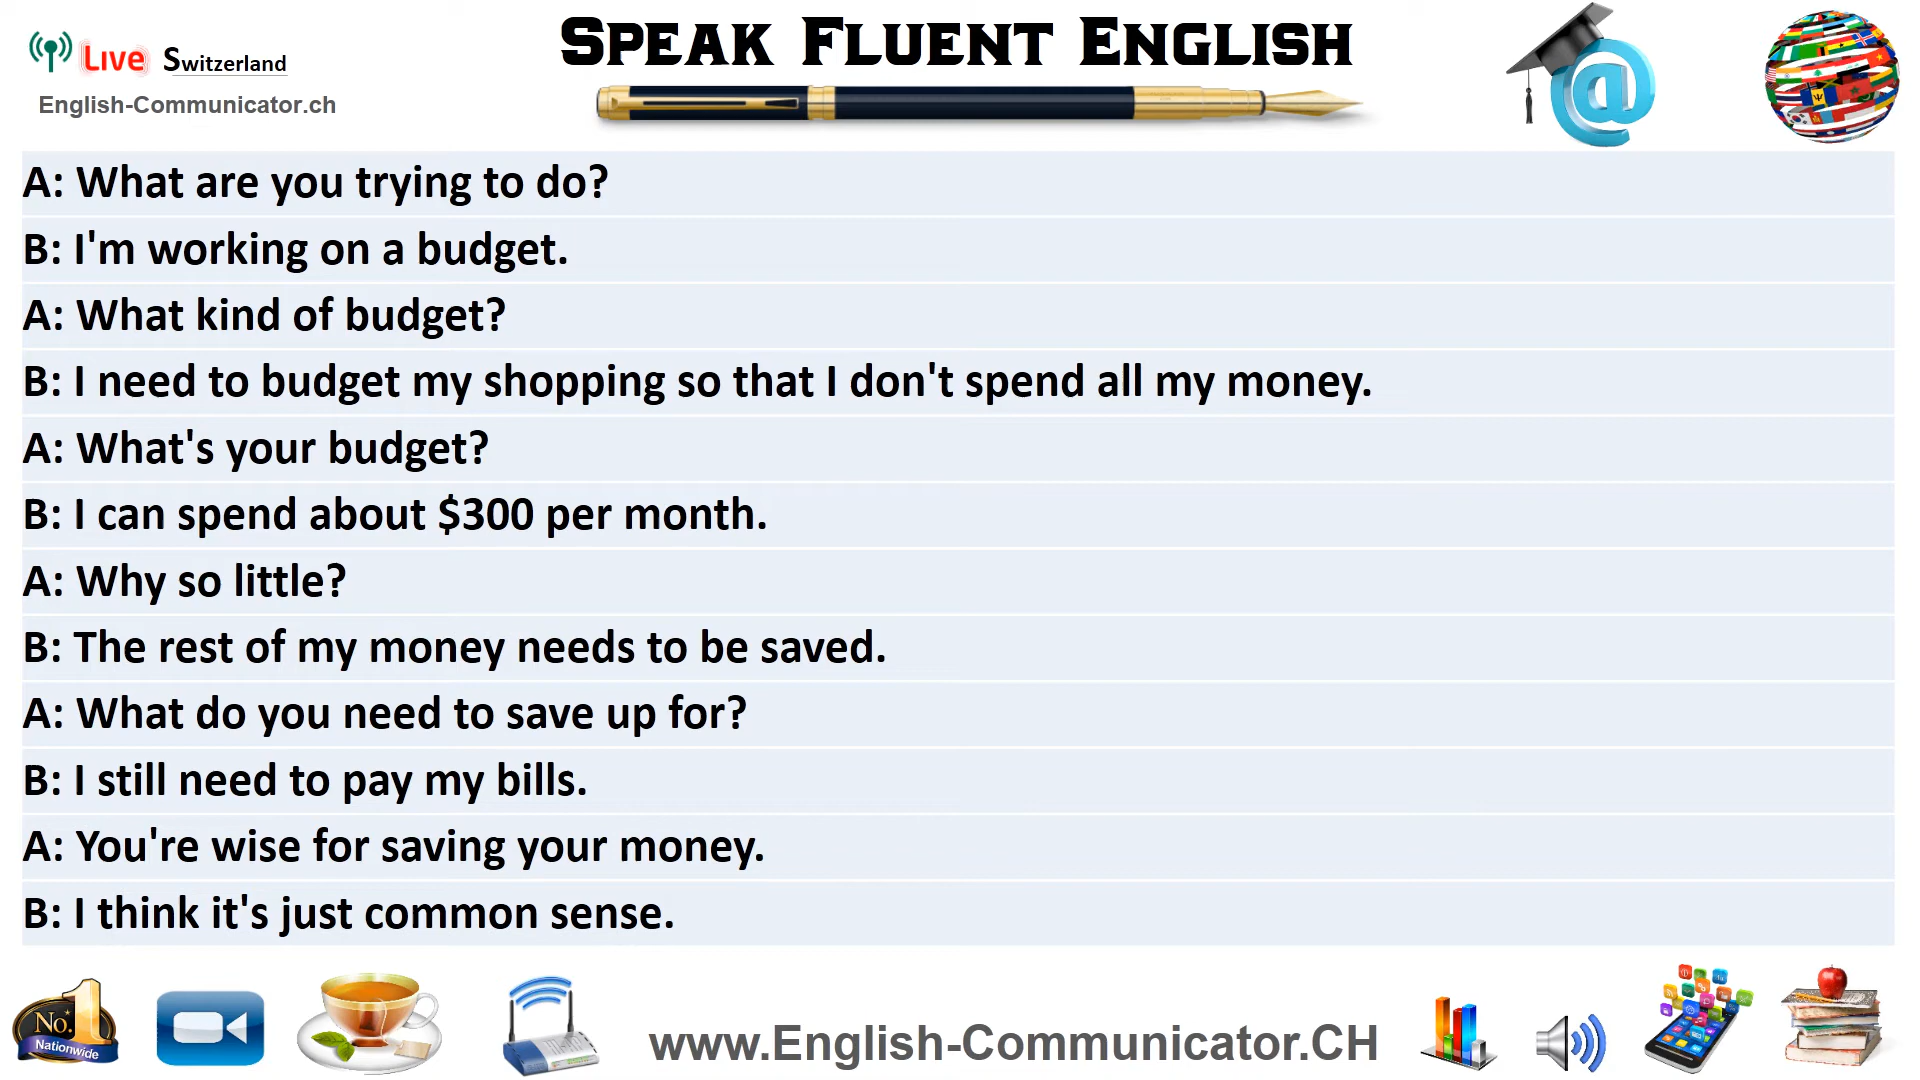 Live Switzerland
English-Communicator.ch
Speak Fluent English
A: What are you trying to do?
B: I'm working on a budget.
A: What kind of budget?
B: I need to budget my shopping so that I don't spend all my money.
A: What's your budget?
B: I can spend about $300 per month.
A: Why so little?
B: The rest of my money needs to be saved.
A: What do you need to save up for?
B: I still need to pay my bills.
A: You're wise for saving your money.
B: I think it's just common sense.
No. 1
Nationwide
www.English-Communicator.CH